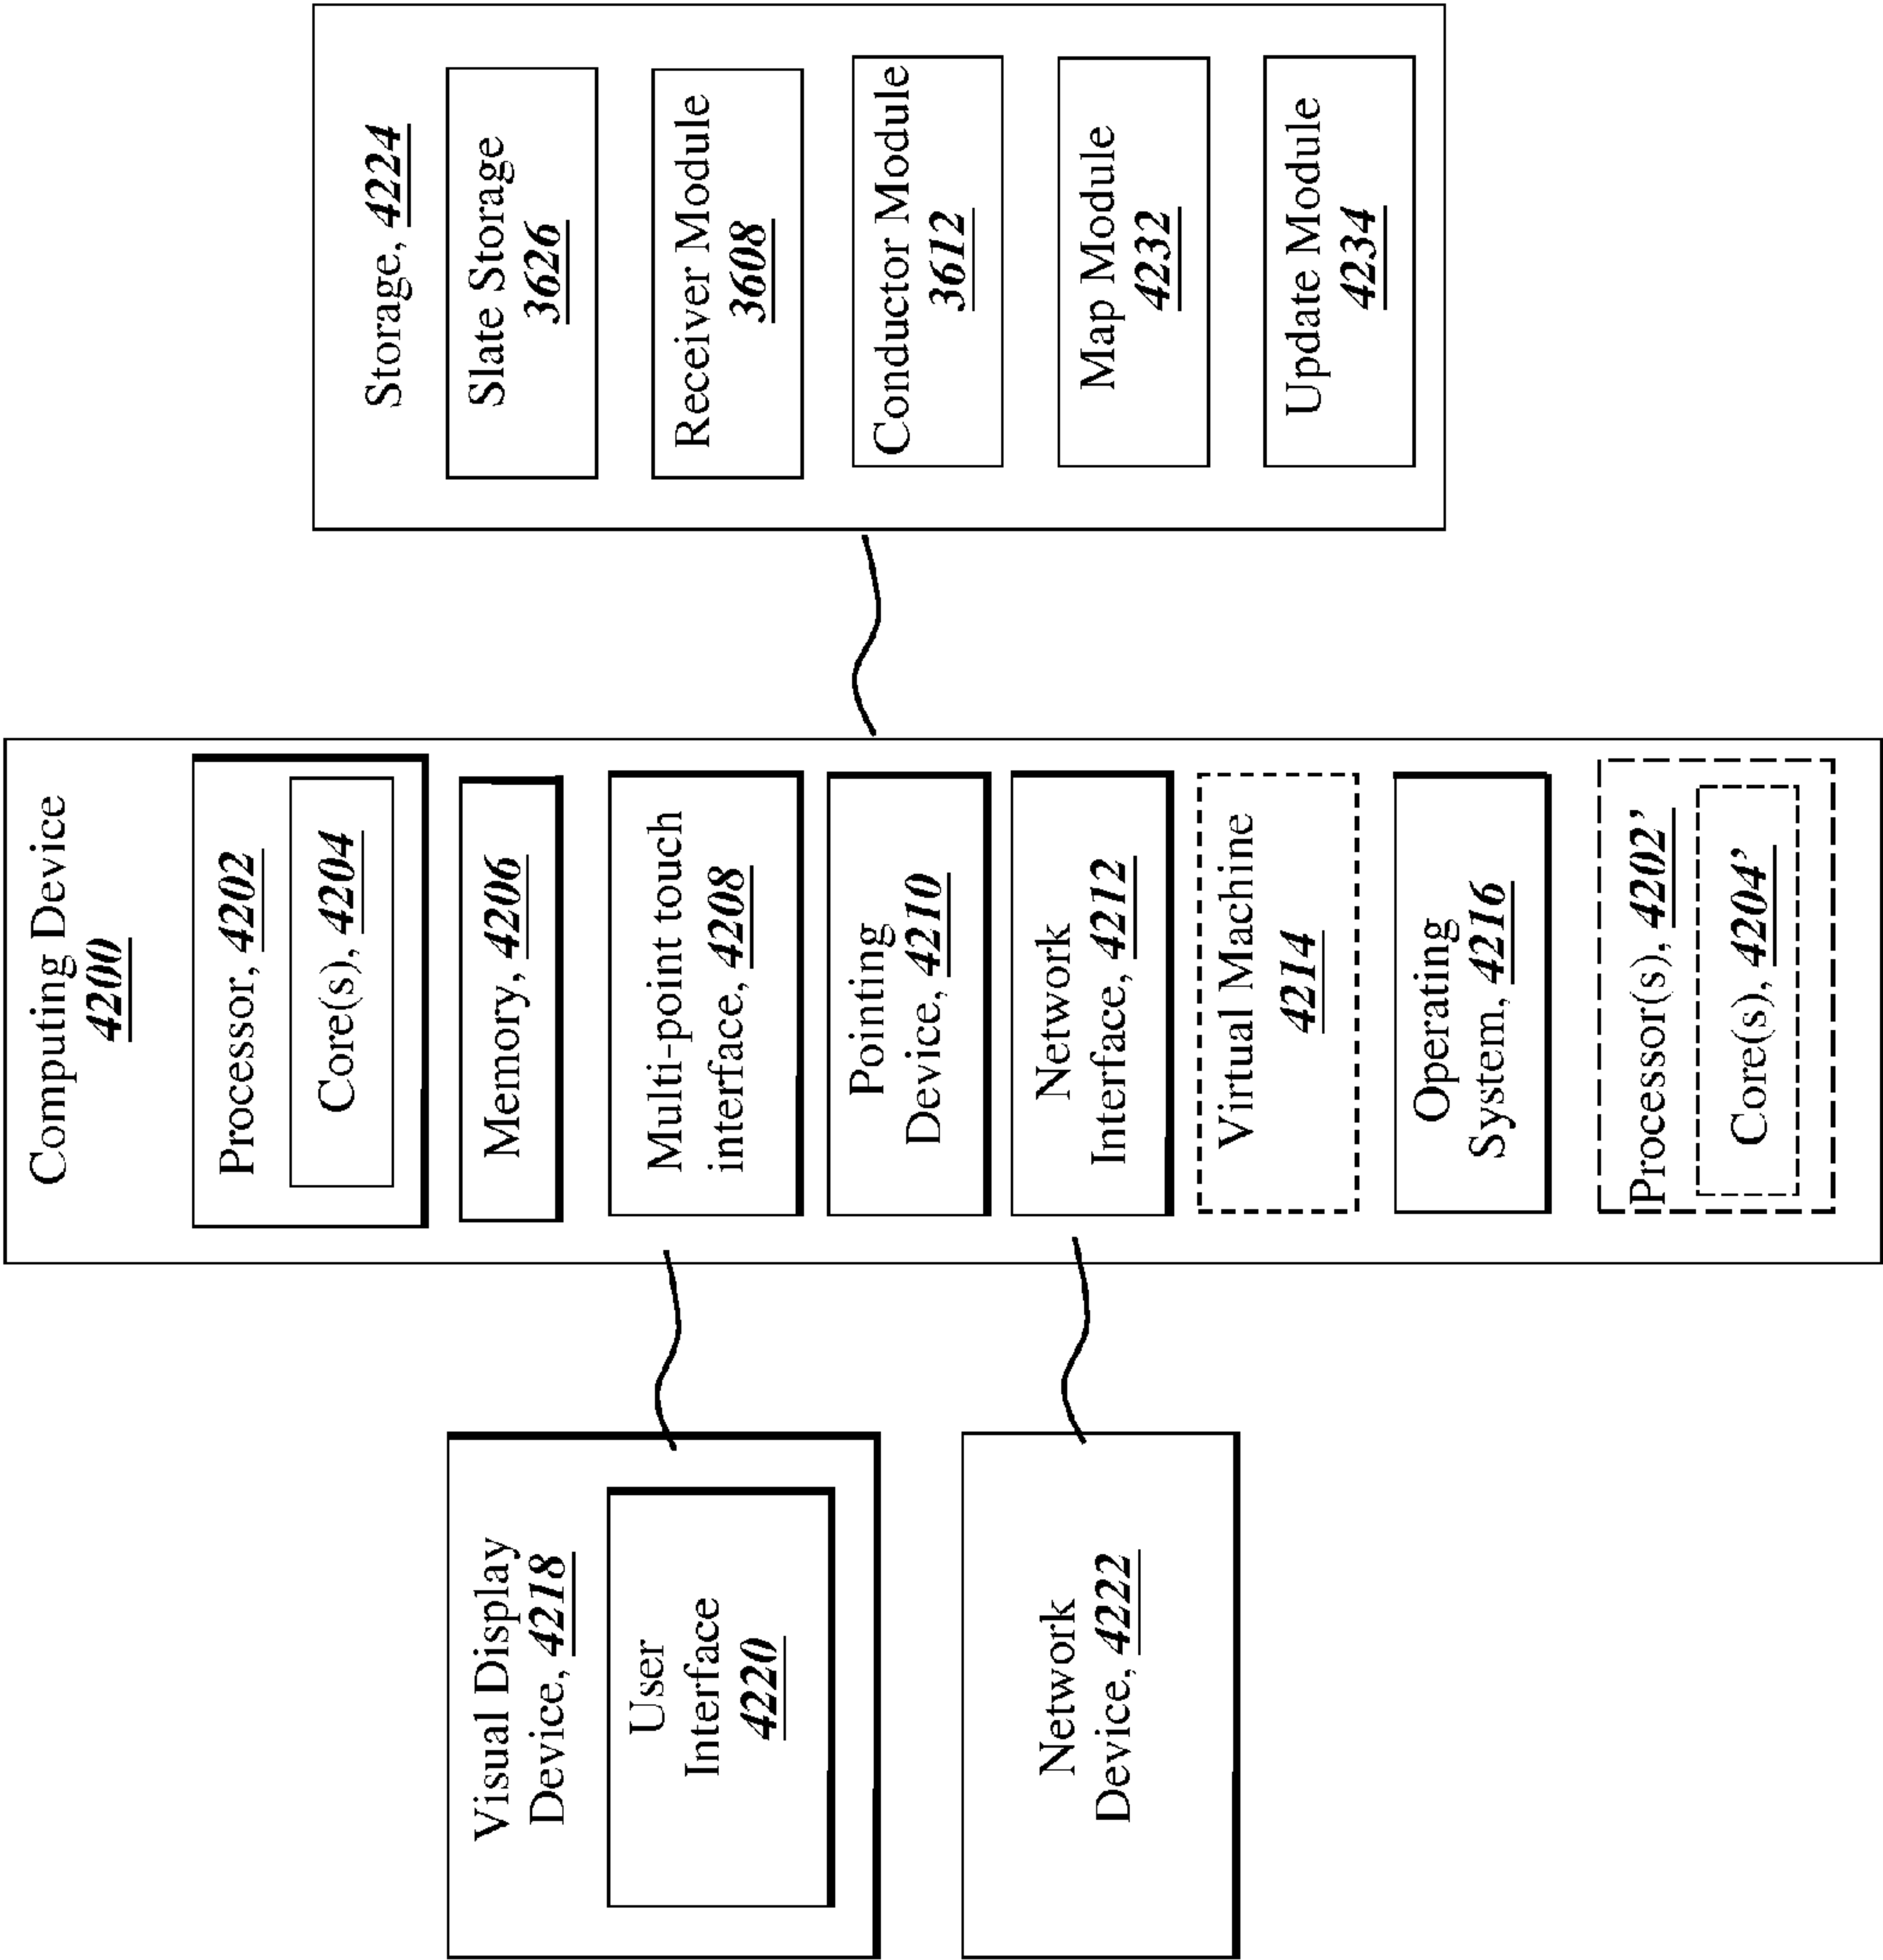 Computing Device
4200
Processor, 4202
Core(s), 4204
Memory, 4206
Multi-point touch
interface, 4208
Pointing
Device, 4210
Network
Interface, 4212
Virtual Machine
4214
Operating
System, 4216
Processor(s), 4202’
Core(s), 4204’
Visual Display
Device, 4218
User
Interface
4220
Network
Device, 4222
Storage, 4224
Slate Storage
3626
Receiver Module
3608
Conductor Module
3612
Map Module
4232
Update Module
4234